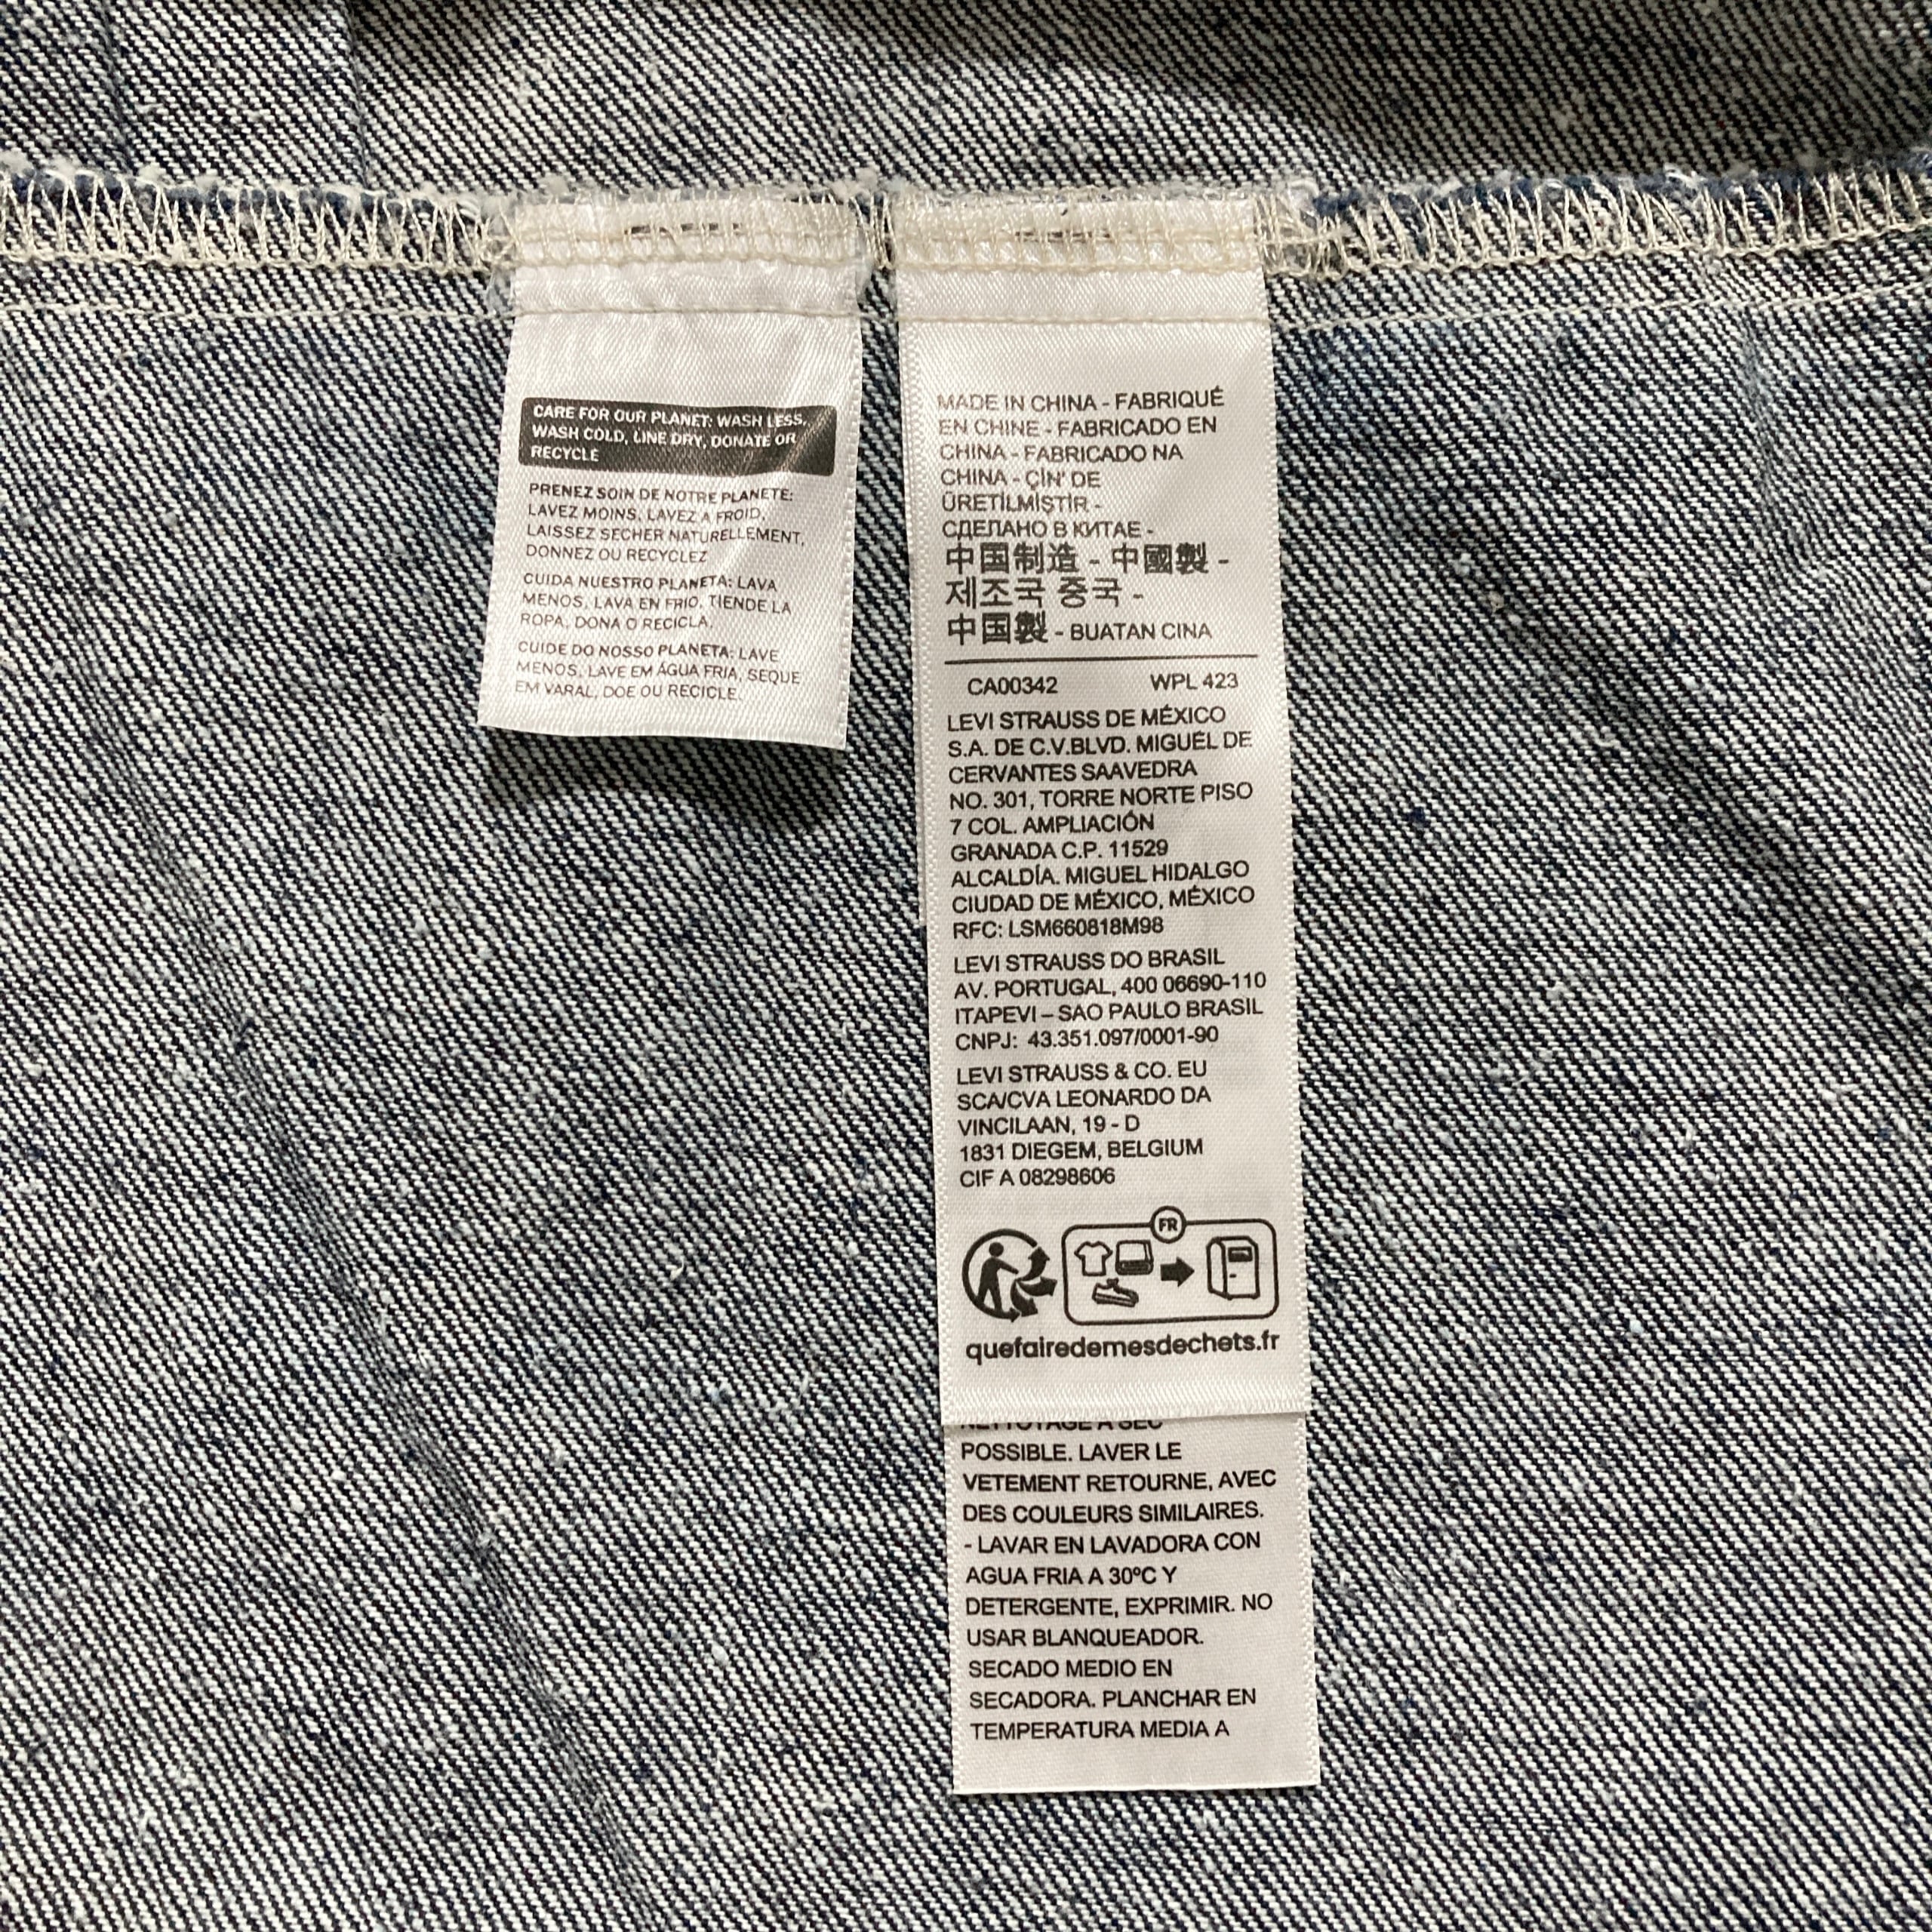 CARE FOR OUR PLANET: WASH LESS,
WASH COLD, LINE DRY, DONATE OR
RECYCLE
PRENEZ SOIN DE NOTRE PLANETE:
LAVEZ MOINS, LAVEZ A FROID,
LAISSEZ SECHER NATURELLEMENT,
DONNEZ OU RECYCLEZ
CUIDA NUESTRO PLANETA: LAVA
MENOS, LAVA EN FRIO, TIENDE LA
ROPA, DONA O RECICLA.
CUIDE DO NOSSO PLANETA: LAVE
MENOS, LAVE EM ÁGUA FRIA, SEQUE
EM VARAL, DOE OU RECICLE.
MADE IN CHINA - FABRIQUÉ
EN CHINE - FABRICADO EN
CHINA - FABRICADO NA
CHINA - ÇİN' DE
ÜRETİLMİSTİR -
СДЕЛАНО В КИТАЕ -
中国制造 - 中國製 -
제조국 중국 -
中国製 - BUATAN CINA
CA00342 WPL 423
LEVI STRAUSS DE MÉXICO
S.A. DE C.V.BLVD. MIGUEL DE
CERVANTES SAAVEDRA
NO. 301, TORRE NORTE PISO
7 COL. AMPLIACIÓN
GRANADA C.P. 11529
ALCALDÍA. MIGUEL HIDALGO
CIUDAD DE MÉXICO, MÉXICO
RFC: LSM660818M98
LEVI STRAUSS DO BRASIL
AV. PORTUGAL, 400 06690-110
ITAPEVI – SAO PAULO BRASIL
CNPJ: 43.351.097/0001-90
LEVI STRAUSS & CO. EU
SCA/CVA LEONARDO DA
VINCILAAN, 19 - D
1831 DIEGEM, BELGIUM
CIF A 08298606
FR
quefairedemesdechets.fr
NETTOYAGE A SEC
POSSIBLE. LAVER LE
VETEMENT RETOURNE, AVEC
DES COULEURS SIMILAIRES.
- LAVAR EN LAVADORA CON
AGUA FRIA A 30ºC Y
DETERGENTE, EXPRIMIR. NO
USAR BLANQUEADOR.
SECADO MEDIO EN
SECADORA. PLANCHAR EN
TEMPERATURA MEDIA A